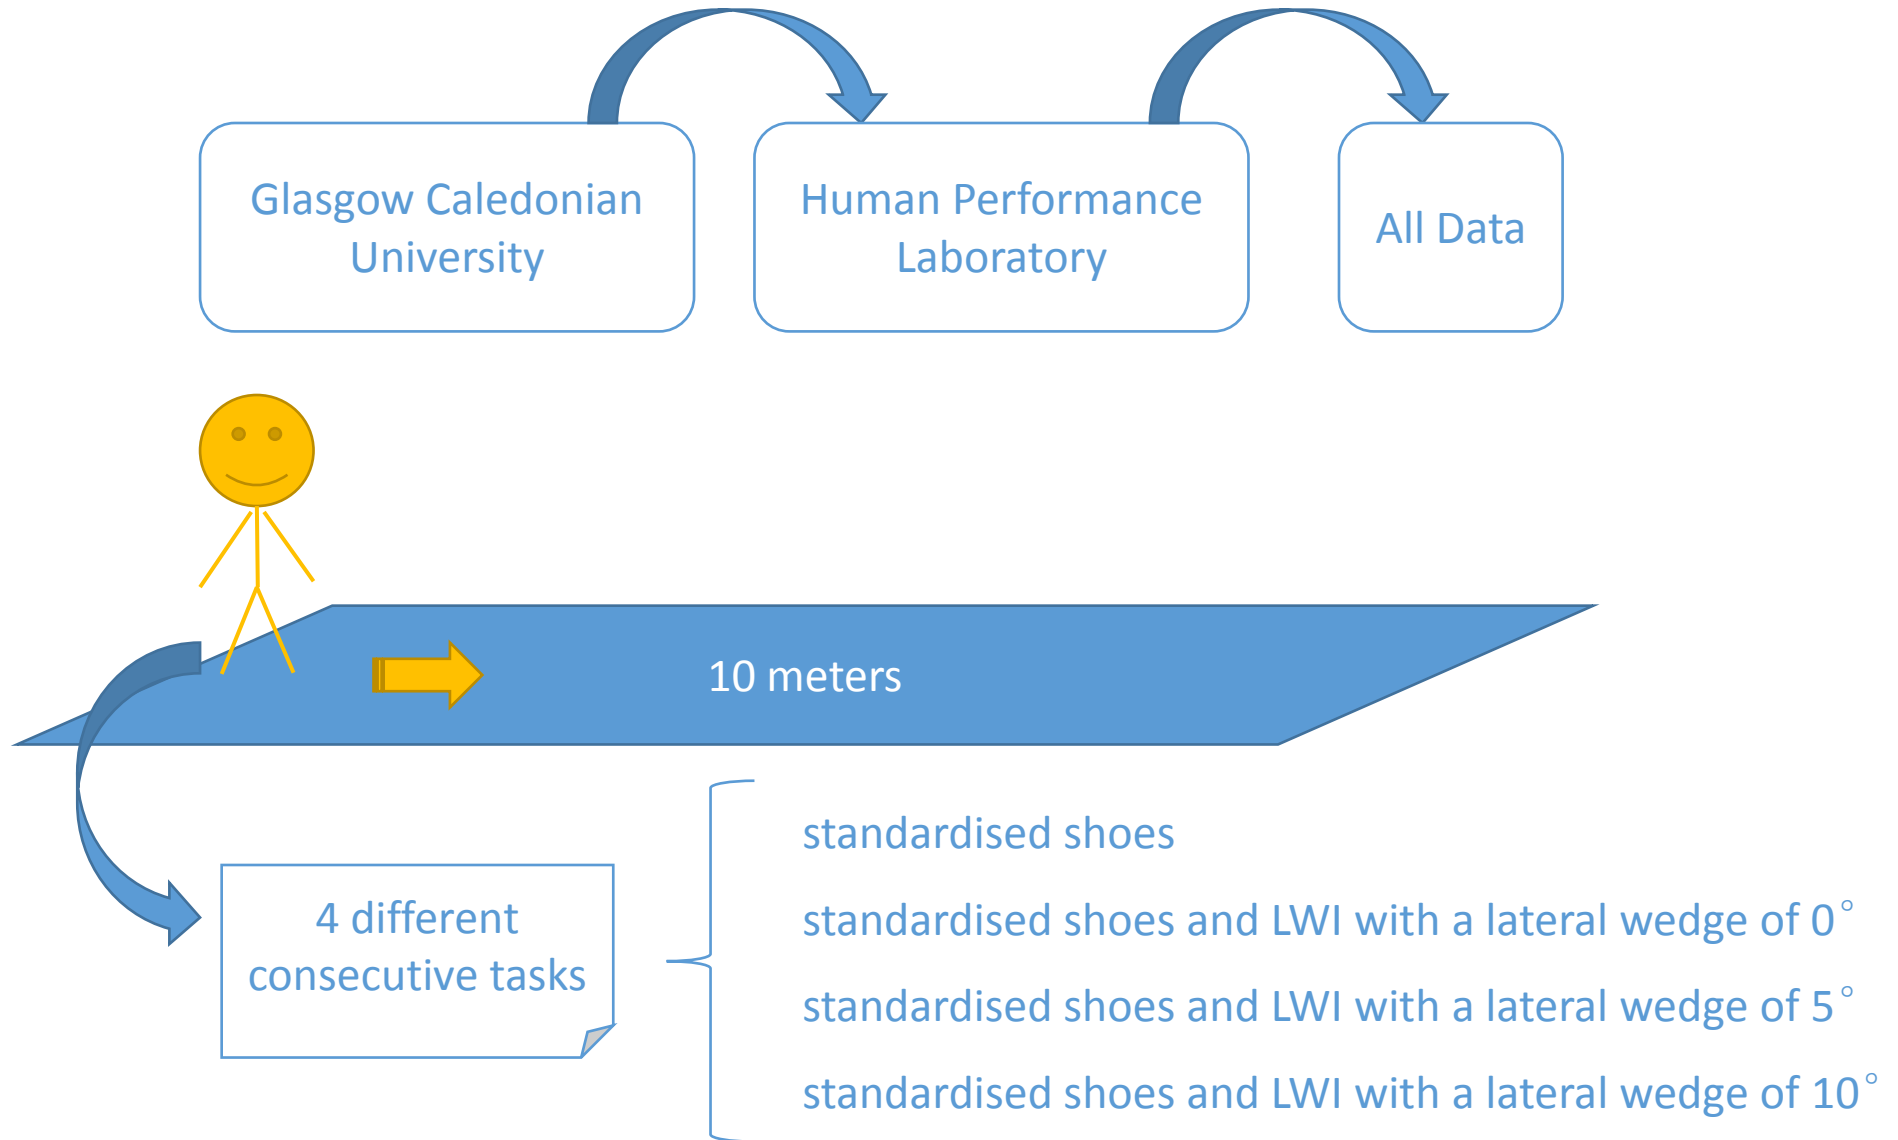 Glasgow Caledonian
University
Human Performance
Laboratory
All Data
10 meters
4 different
consecutive tasks
standardised shoes
standardised shoes and LWI with a lateral wedge of 0°
standardised shoes and LWI with a lateral wedge of 5°
standardised shoes and LWI with a lateral wedge of 10°